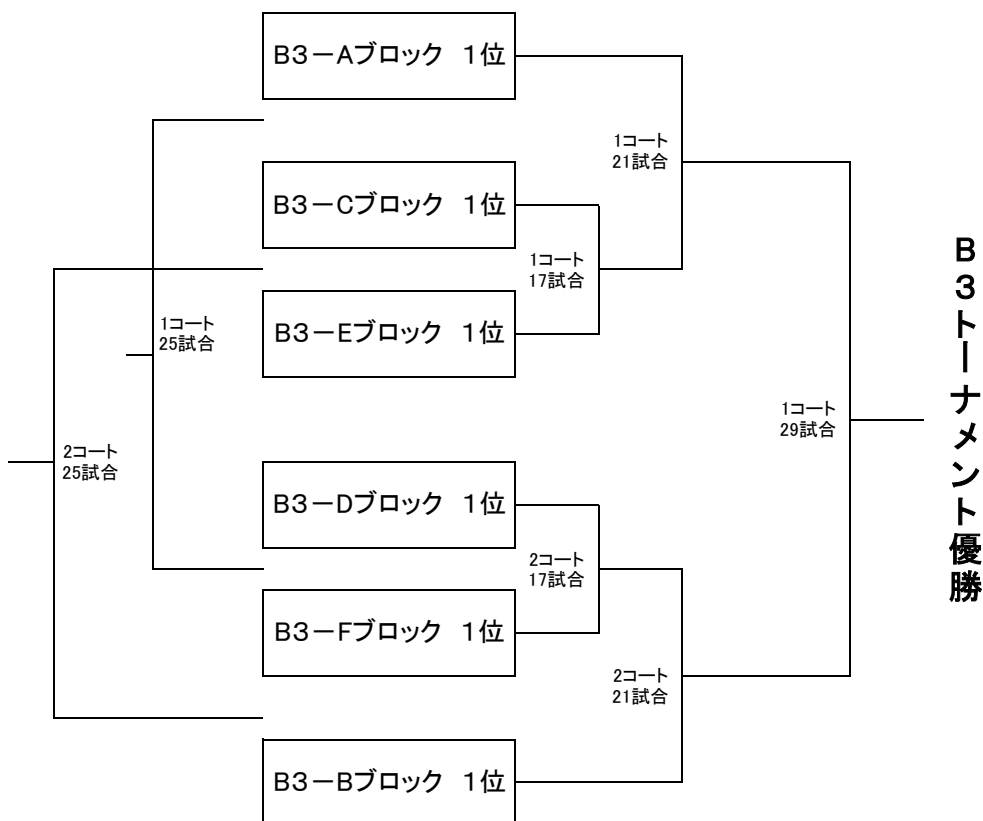 B3－Aブロック　1位
1コート
21試合
B3－Cブロック　1位
1コート
17試合
B3－Eブロック　1位
1コート
25試合
1コート
29試合
B3トーナメント優勝
2コート
25試合
B3－Dブロック　1位
2コート
17試合
B3－Fブロック　1位
2コート
21試合
B3－Bブロック　1位